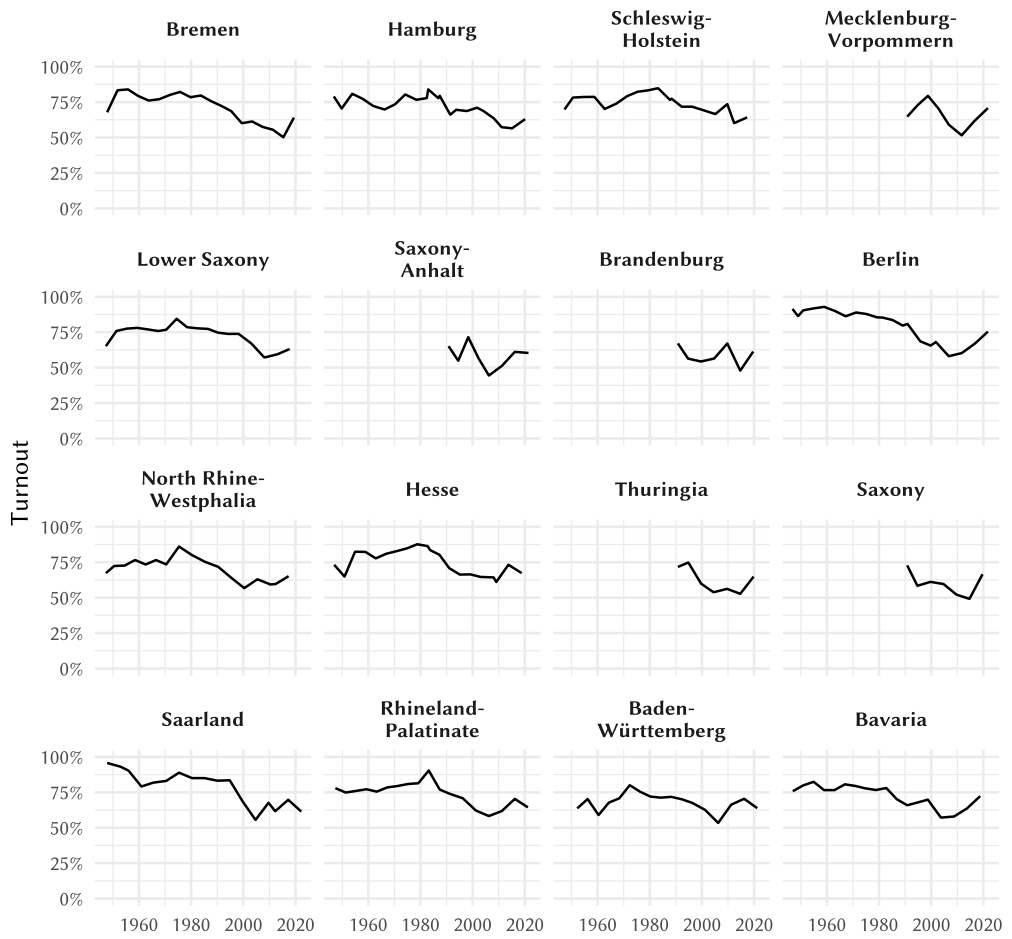 Bremen
Hamburg
Schleswig-
Holstein
Mecklenburg-
Vorpommern
100%
75%
50%
25%
0%
Lower Saxony
Saxony-
Anhalt
Brandenburg
Berlin
100%
75%
50%
25%
0%
Turnout
North Rhine-
Westphalia
Hesse
Thuringia
Saxony
100%
75%
50%
25%
0%
Saarland
Rhineland-
Palatinate
Baden-
Württemberg
Bavaria
100%
75%
50%
25%
0%
1960 1980 2000 2020 1960 1980 2000 2020 1960 1980 2000 2020 1960 1980 2000 2020